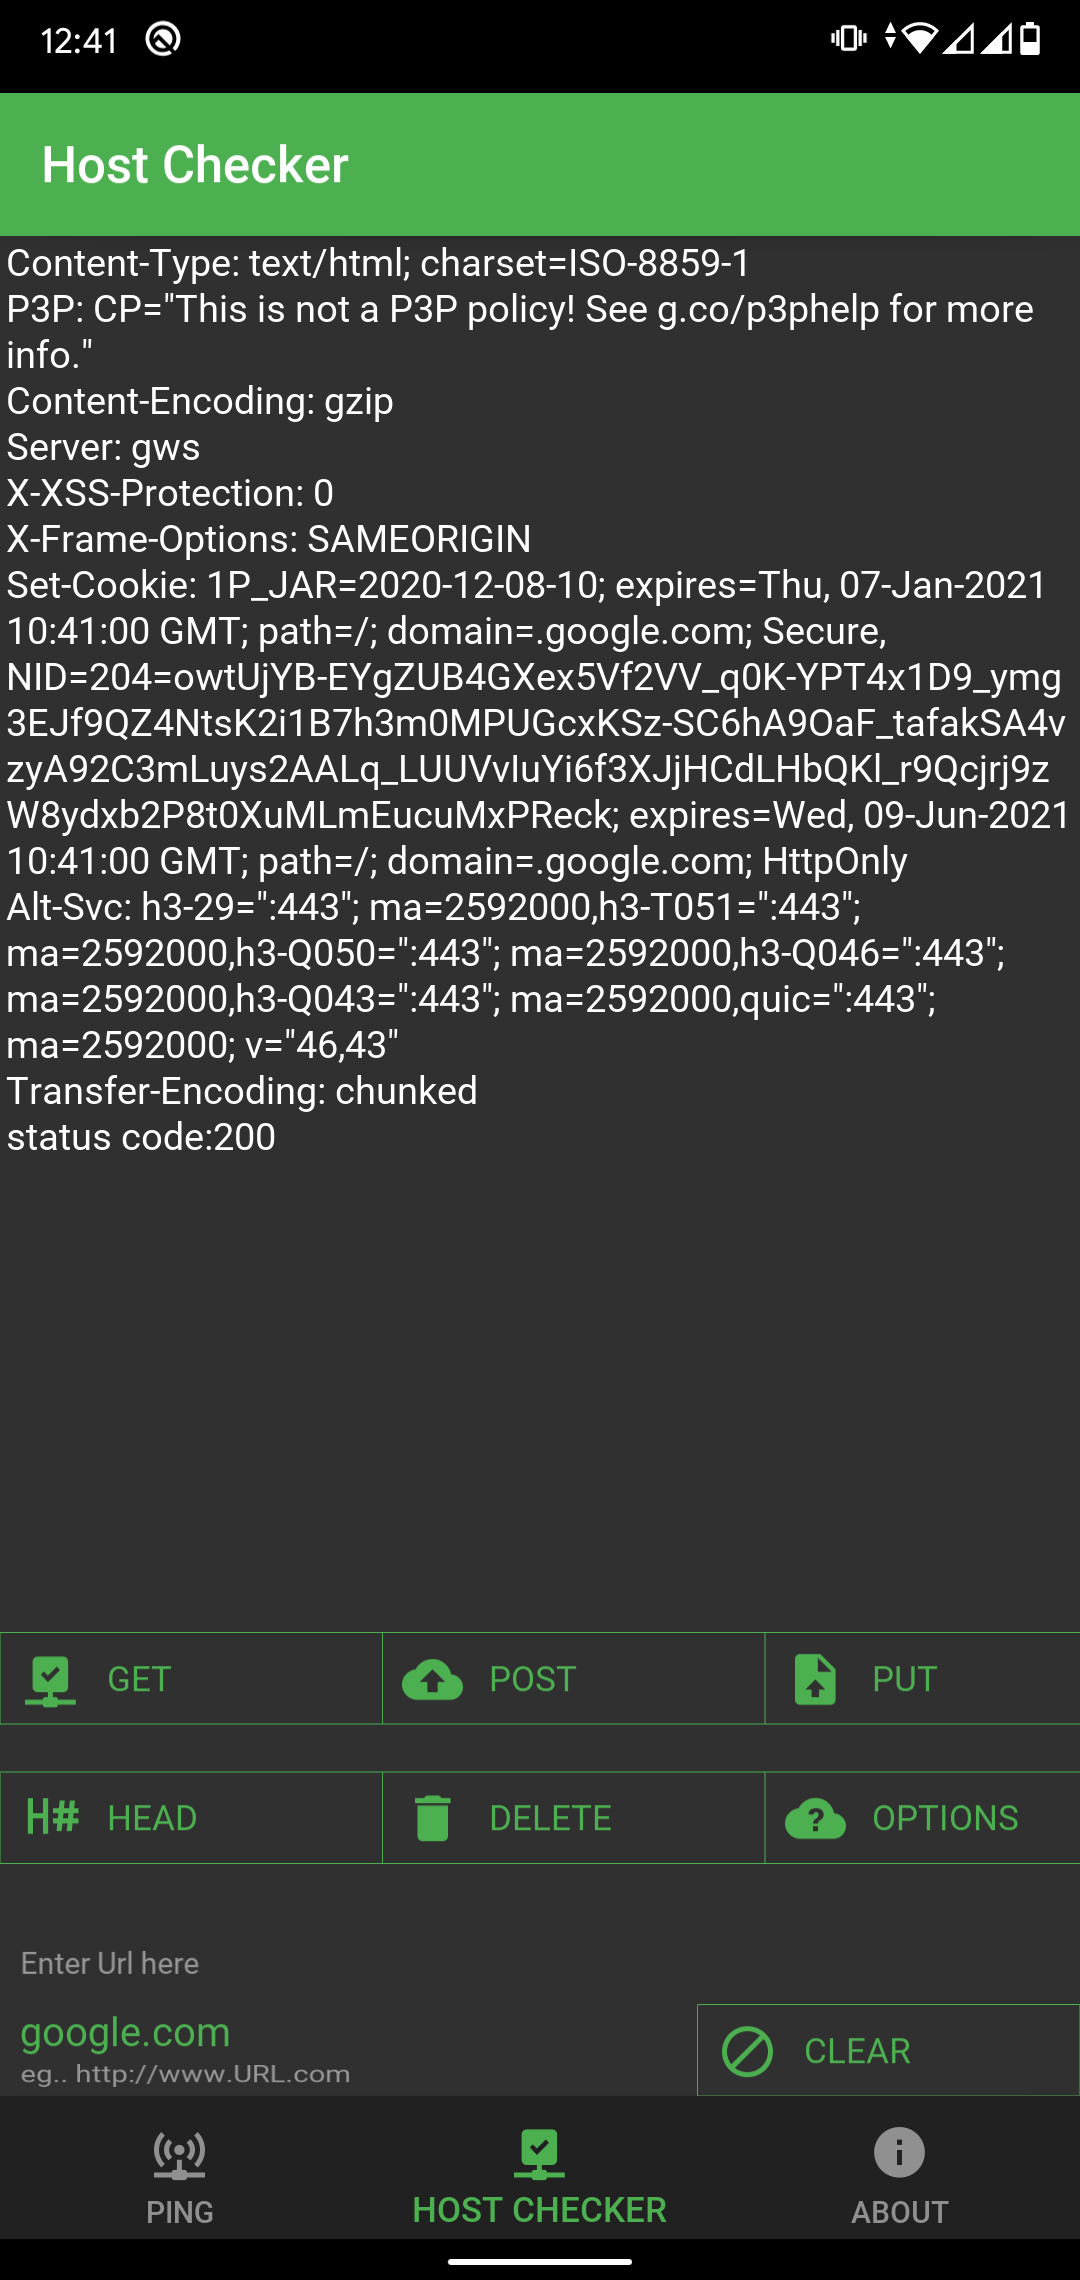 12:41
Host Checker
Content-Type: text/html; charset=ISO-8859-1
P3P: CP="This is not a P3P policy! See g.co/p3phelp for more
info."
Content-Encoding: gzip
Server: gws
X-XSS-Protection: 0
X-Frame-Options: SAMEORIGIN
Set-Cookie: 1P_JAR=2020-12-08-10; expires=Thu, 07-Jan-2021
10:41:00 GMT; path=/; domain=.google.com; Secure,
NID=204=owtUjYB-EYgZUB4GXex5Vf2VV_q0K-YPT4x1D9_ymg
3EJf9QZ4NtsK2i1B7h3m0MPUGcxKSz-SC6hA9OaF_tafakSA4v
zyA92C3mLuys2AALq_LUUVvIuYi6f3XJjHCdLHbQKl_r9Qcjrj9z
W8ydxb2P8t0XuMLmEucuMxPReck; expires=Wed, 09-Jun-2021
10:41:00 GMT; path=/; domain=.google.com; HttpOnly
Alt-Svc: h3-29=":443"; ma=2592000,h3-T051=":443";
ma=2592000,h3-Q050=":443"; ma=2592000,h3-Q046=":443";
ma=2592000,h3-Q043=":443"; ma=2592000,quic=":443";
ma=2592000; v="46,43"
Transfer-Encoding: chunked
status code:200
GET POST PUT
H# HEAD DELETE OPTIONS
Enter Url here
google.com
eg.. http://www.URL.com
CLEAR
PING HOST CHECKER ABOUT